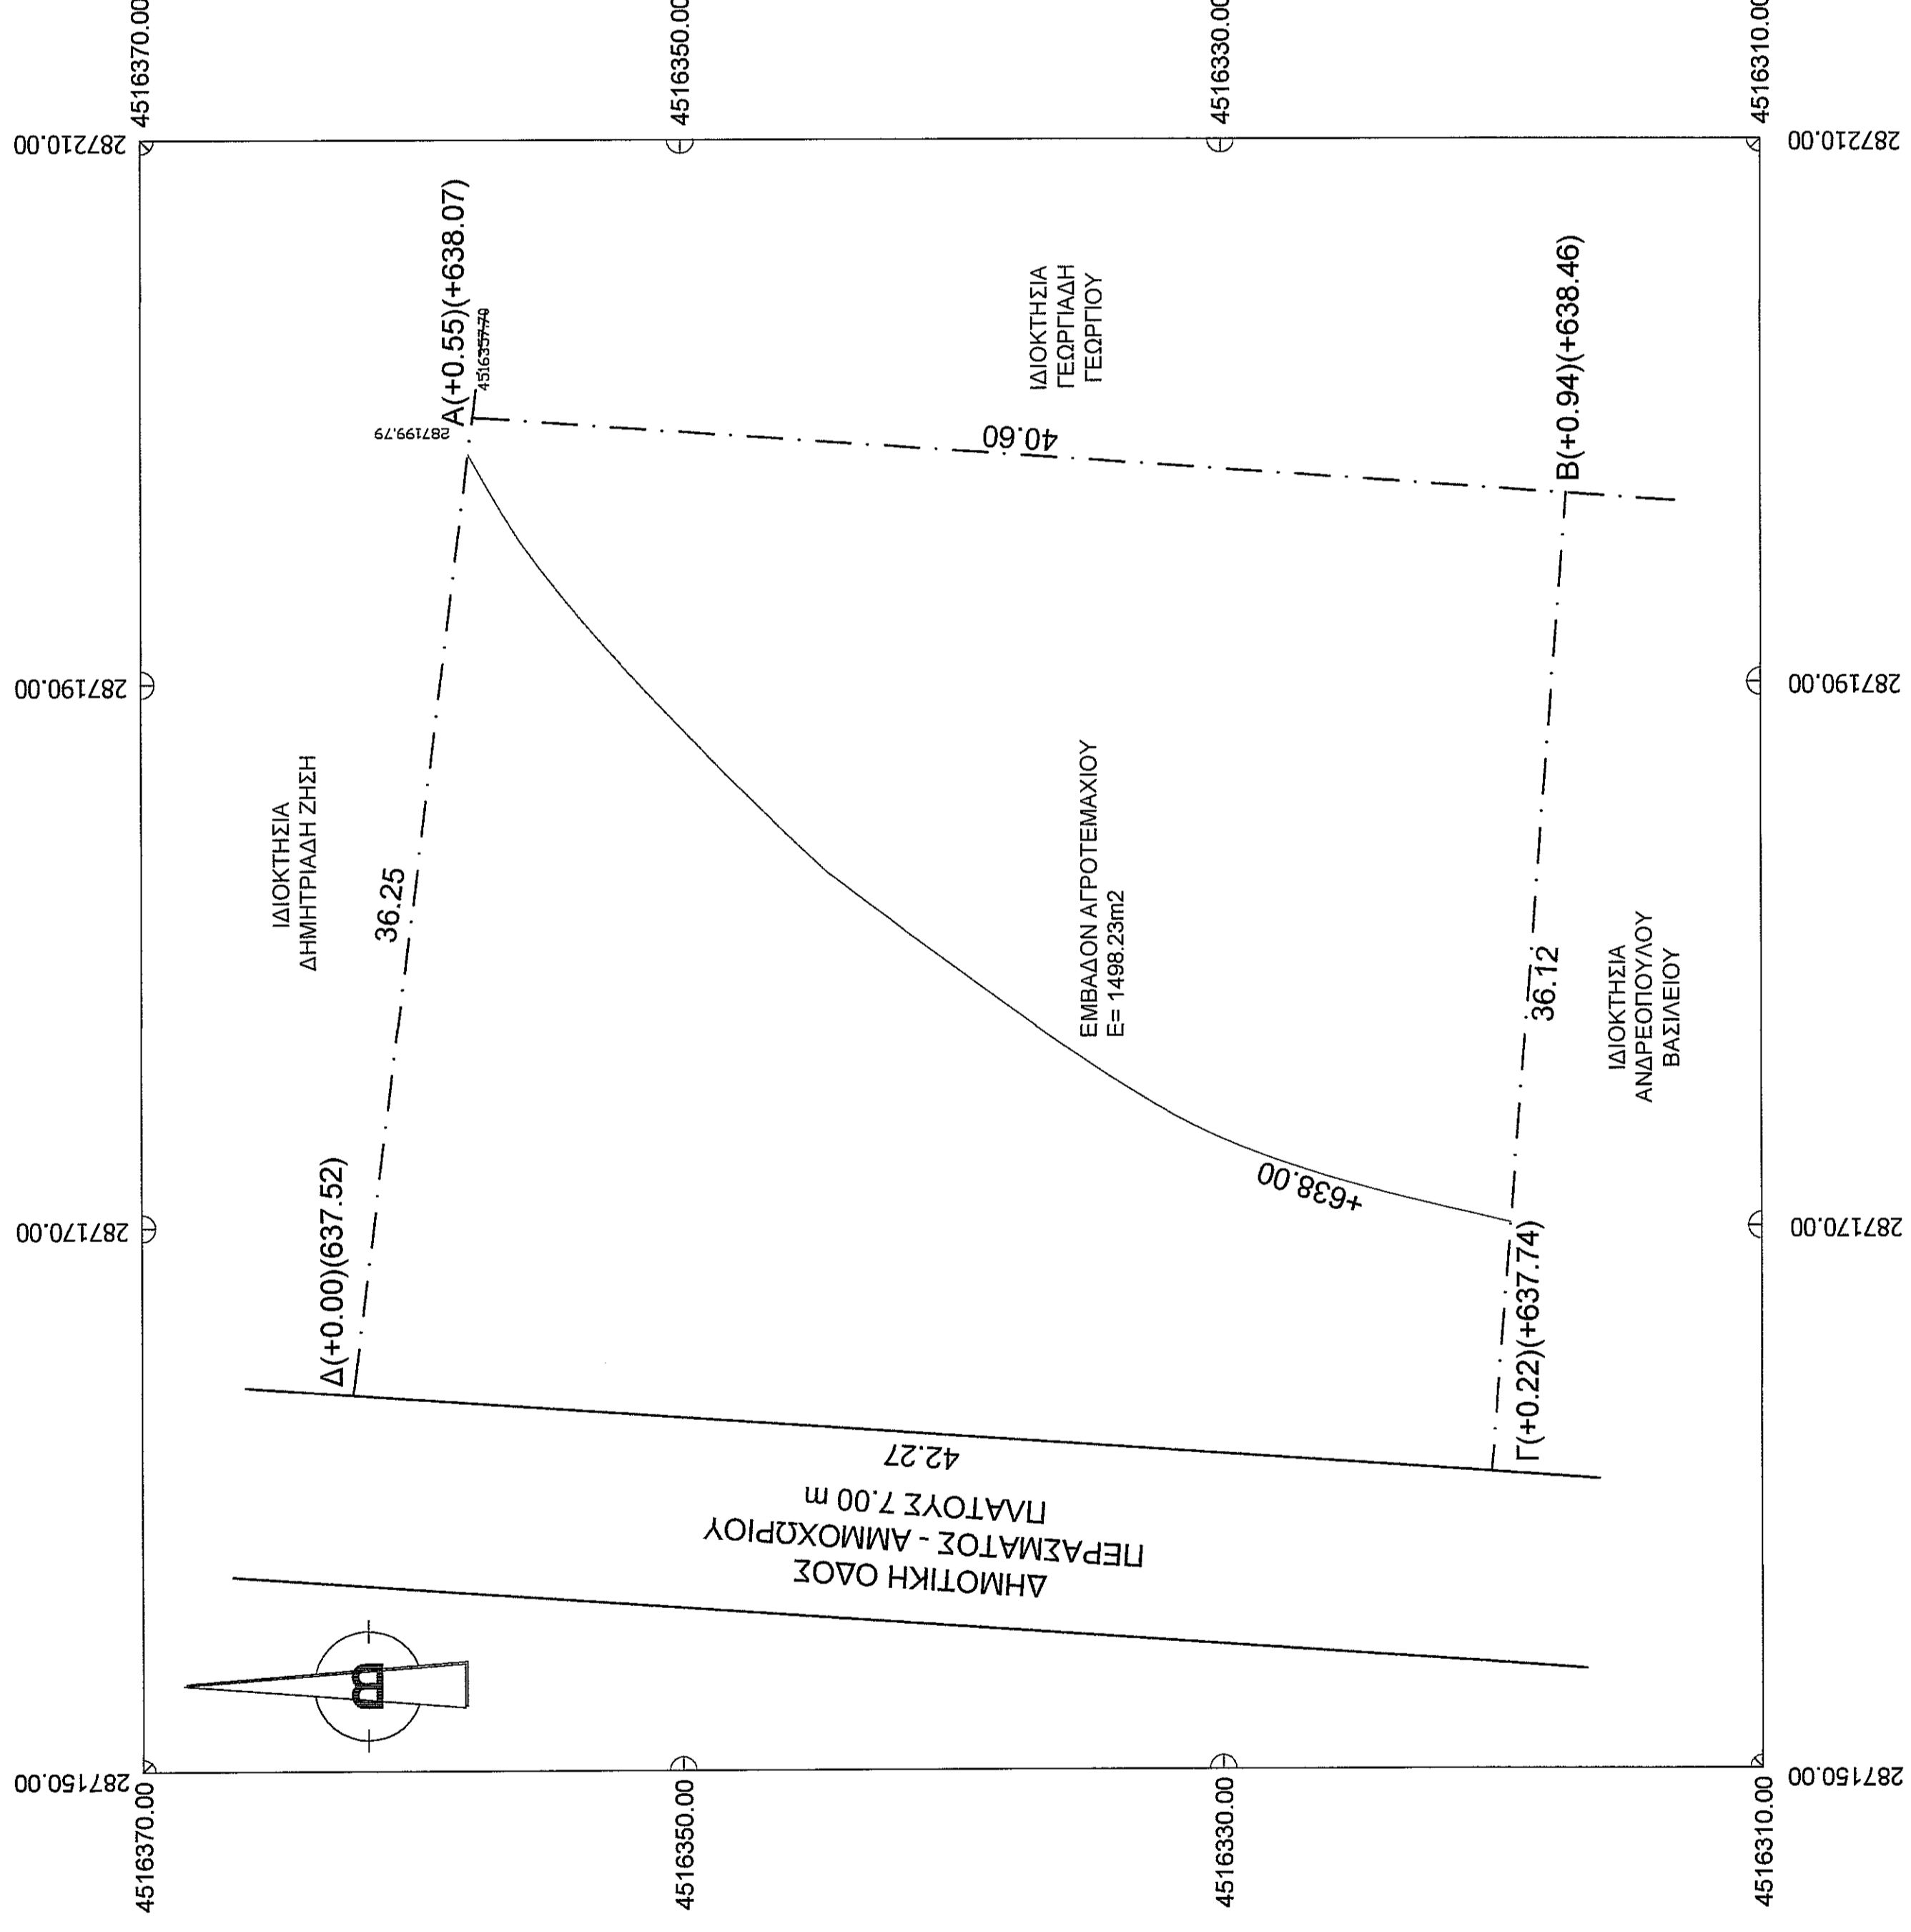 4516370.00
4516350.00
4516330.00
4516310.00
287210.00
287210.00
Α(+0.55)(+638.07)
287199.79
4516357.70
ΙΔΙΟΚΤΗΣΙΑ
ΓΕΩΡΓΙΑΔΗ
ΓΕΩΡΓΙΟΥ
40.60
Β(+0.94)(+638.46)
287190.00
287190.00
ΙΔΙΟΚΤΗΣΙΑ
ΔΗΜΗΤΡΙΑΔΗ ΖΗΣΗ
36.25
ΕΜΒΑΔΟΝ ΑΓΡΟΤΕΜΑΧΙΟΥ
Ε= 1498.23m2
36.12
ΙΔΙΟΚΤΗΣΙΑ
ΑΝΔΡΕΟΠΟΥΛΟΥ
ΒΑΣΙΛΕΙΟΥ
Δ(+0.00)(637.52)
+638.00
Γ(+0.22)(+637.74)
287170.00
287170.00
42.27
ΔΗΜΟΤΙΚΗ ΟΔΟΣ
ΠΕΡΑΣΜΑΤΟΣ - ΑΜΜΟΧΩΡΙΟΥ
ΠΛΑΤΟΥΣ 7.00 m
Β
287150.00
287150.00
4516370.00
4516350.00
4516330.00
4516310.00